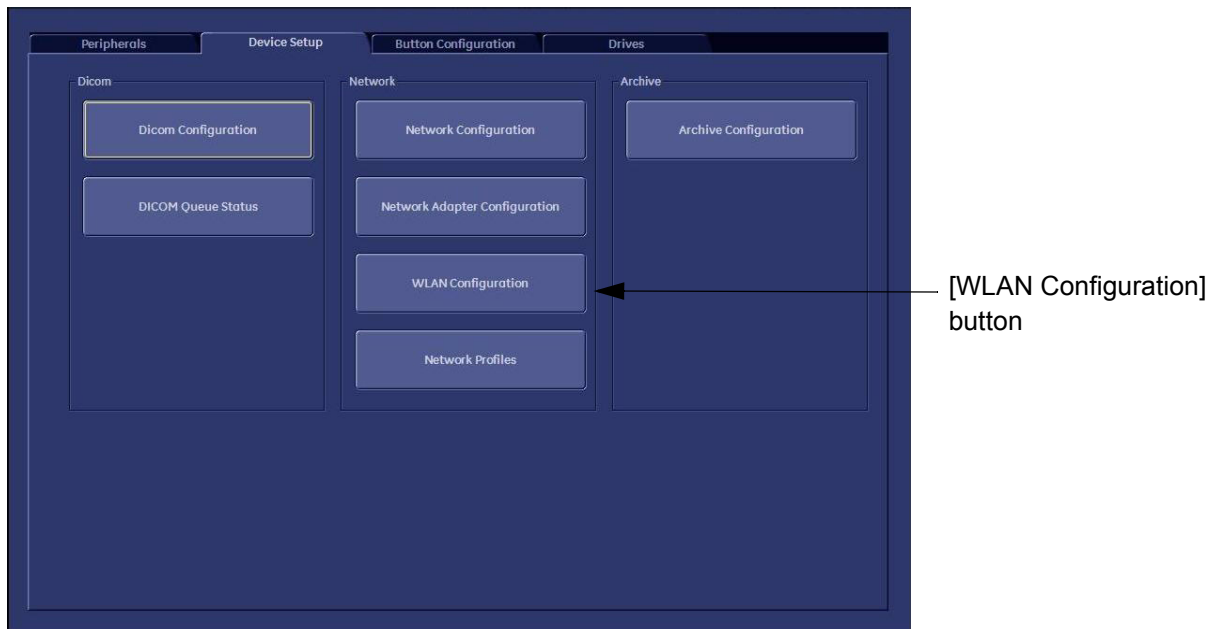 Peripherals
Device Setup
Button Configuration
Drives
Dicom
Dicom Configuration
DICOM Queue Status
Network
Network Configuration
Network Adapter Configuration
WLAN Configuration
Network Profiles
Archive
Archive Configuration
[WLAN Configuration]
button